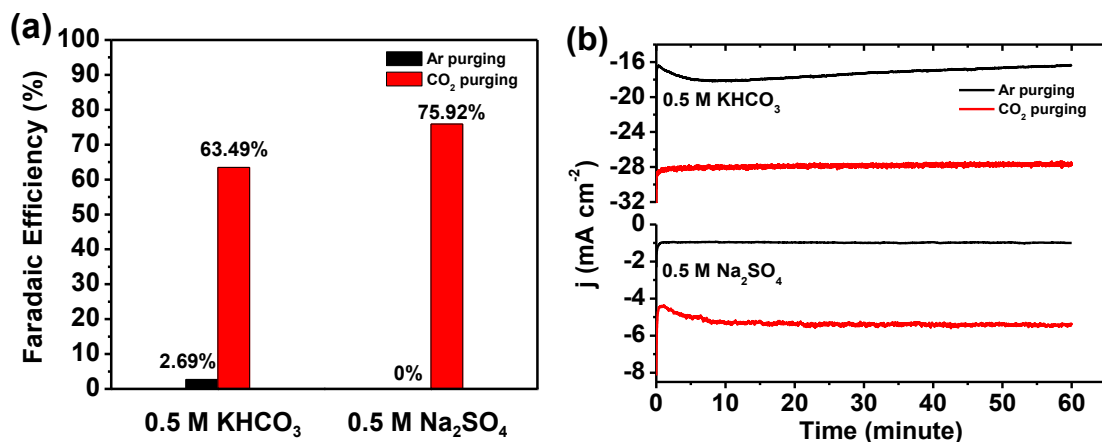 (a)
Faradaic Efficiency (%)
100
90
80
70
60
50
40
30
20
10
0
Ar purging
CO₂ purging
2.69%
63.49%
0%
75.92%
0.5 M KHCO₃
0.5 M Na₂SO₄
(b)
j (mA cm⁻²)
-16
-20
-24
-28
-32
0
-2
-4
-6
-8
Ar purging
CO₂ purging
0.5 M KHCO₃
0.5 M Na₂SO₄
0 10 20 30 40 50 60
Time (minute)